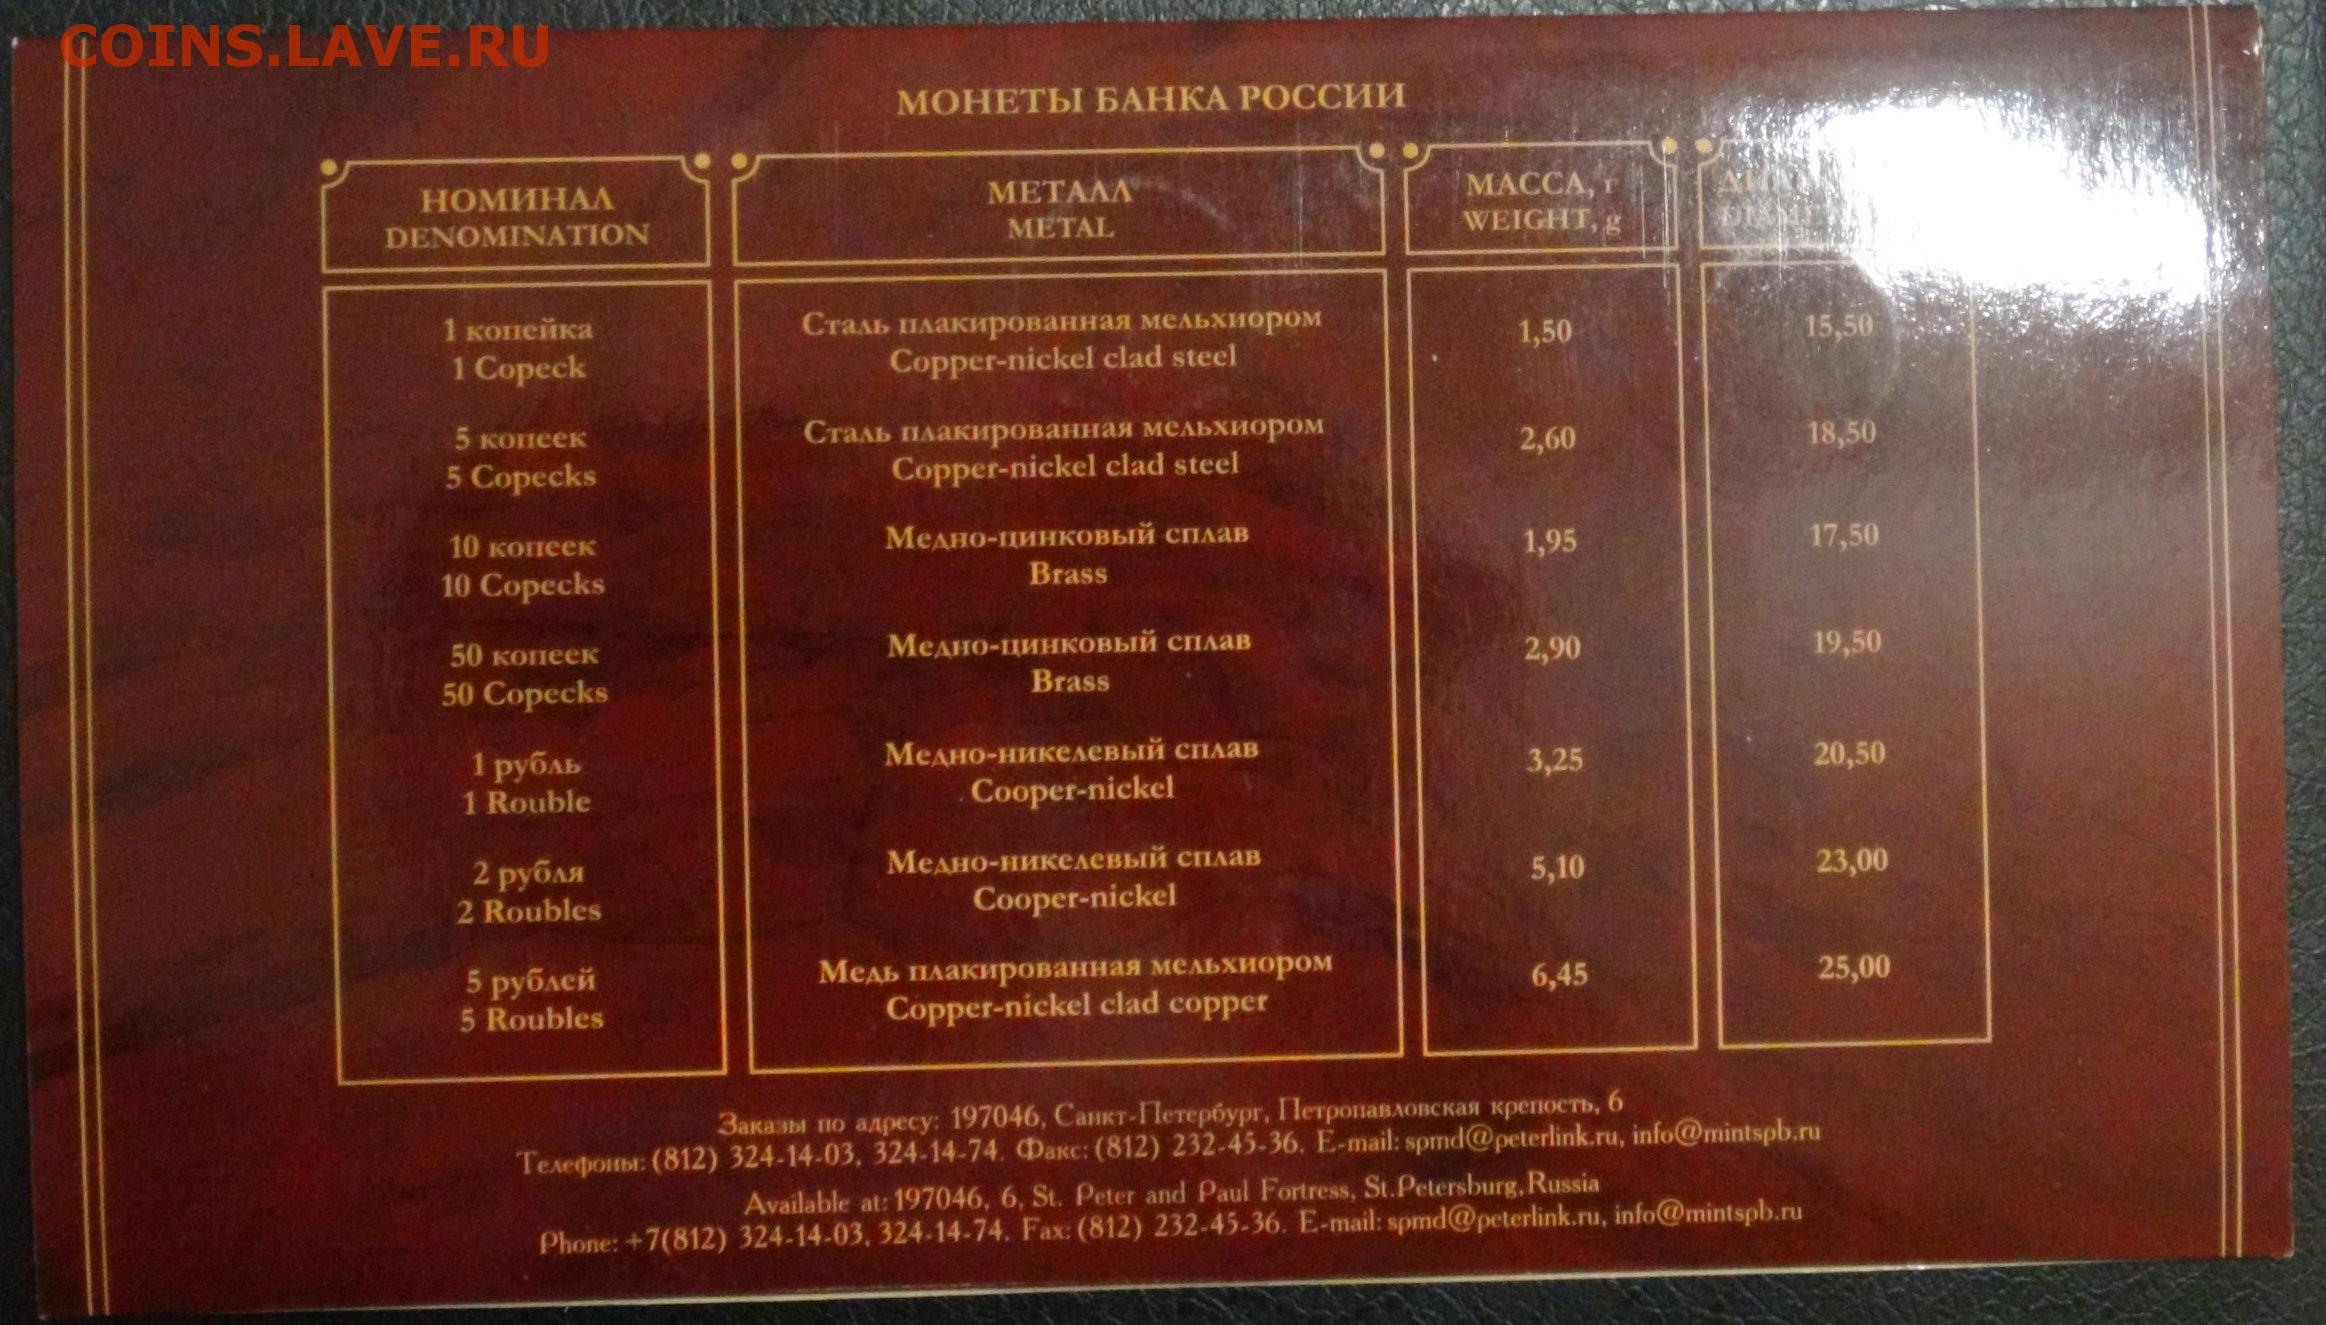 COINS.LAVE.RU
МОНЕТЫ БАНКА РОССИИ
НОМИНАЛ
DENOMINATION
МЕТАЛЛ
METAL
МАССА, г
WEIGHT, g
1 копейка
1 Copeck
Сталь плакированная мельхиором
Copper-nickel clad steel
1,50
15,50
5 копеек
5 Copecks
Сталь плакированная мельхиором
Copper-nickel clad steel
2,60
18,50
10 копеек
10 Copecks
Медно-цинковый сплав
Brass
1,95
17,50
50 копеек
50 Copecks
Медно-цинковый сплав
Brass
2,90
19,50
1 рубль
1 Rouble
Медно-никелевый сплав
Cooper-nickel
3,25
20,50
2 рубля
2 Roubles
Медно-никелевый сплав
Cooper-nickel
5,10
23,00
5 рублей
5 Roubles
Медь плакированная мельхиором
Copper-nickel clad copper
6,45
25,00
Заказы по адресу: 197046, Санкт-Петербург, Петропавловская крепость, 6
Телефоны: (812) 324-14-03, 324-14-74. Факс: (812) 232-45-36. E-mail: spmd@peterlink.ru, info@mintspb.ru
Available at: 197046, 6, St. Peter and Paul Fortress, St.Petersburg, Russia
Phone: +7(812) 324-14-03, 324-14-74. Fax: (812) 232-45-36. E-mail: spmd@peterlink.ru, info@mintspb.ru